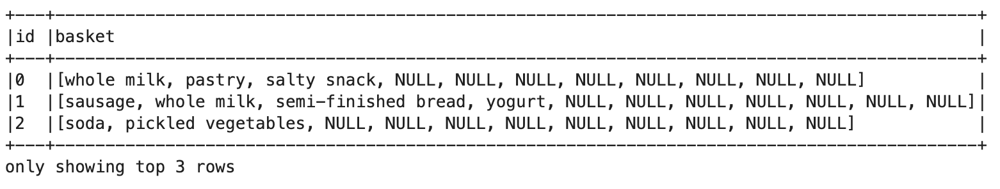 +---+--------------------------------------------------------------------------------------------+
|id |basket                                                                                      |
+---+--------------------------------------------------------------------------------------------+
|0  |[whole milk, pastry, salty snack, NULL, NULL, NULL, NULL, NULL, NULL, NULL, NULL]           |
|1  |[sausage, whole milk, semi-finished bread, yogurt, NULL, NULL, NULL, NULL, NULL, NULL, NULL]|
|2  |[soda, pickled vegetables, NULL, NULL, NULL, NULL, NULL, NULL, NULL, NULL, NULL]            |
+---+--------------------------------------------------------------------------------------------+
only showing top 3 rows